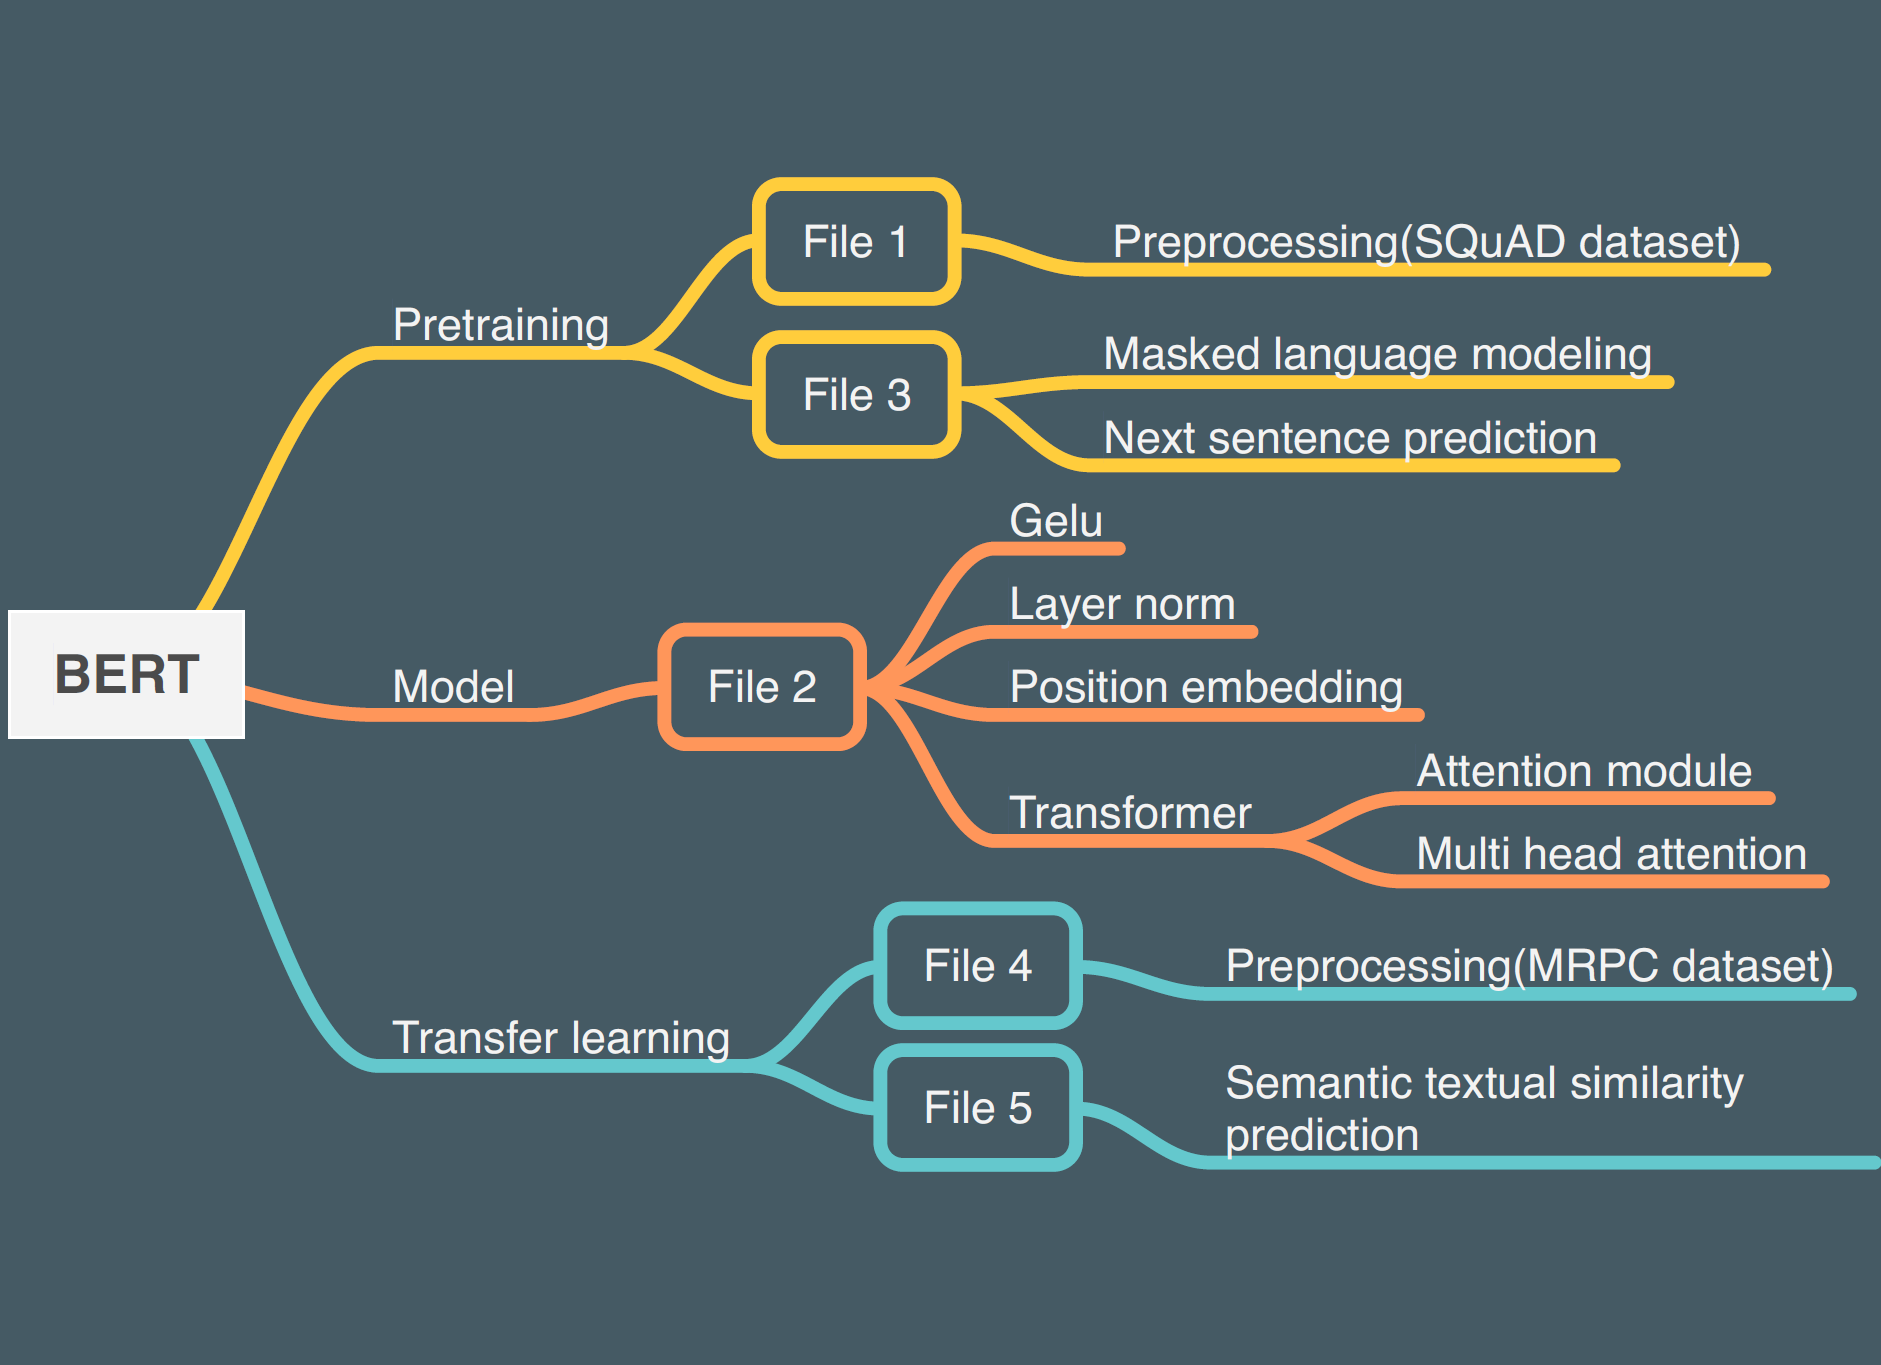 BERT
Pretraining
File 1
Preprocessing(SQuAD dataset)
File 3
Masked language modeling
Next sentence prediction
Model
File 2
Gelu
Layer norm
Position embedding
Transformer
Attention module
Multi head attention
Transfer learning
File 4
Preprocessing(MRPC dataset)
File 5
Semantic textual similarity
prediction